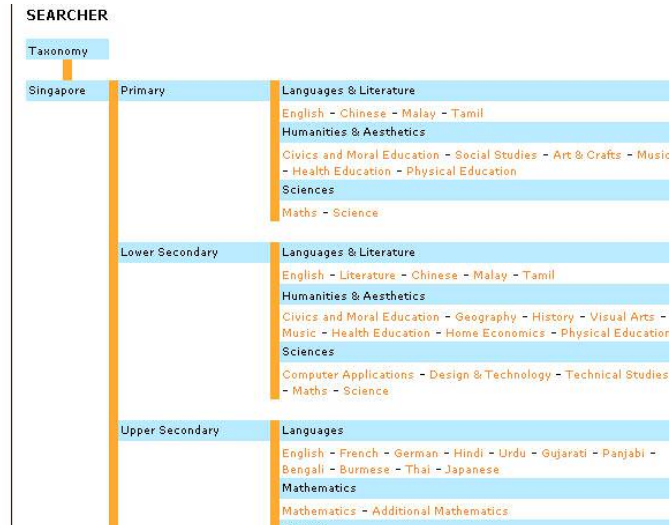 SEARCHER
Taxonomy
Singapore
Primary
Languages & Literature
English - Chinese - Malay - Tamil
Humanities & Aesthetics
Civics and Moral Education - Social Studies - Art & Crafts - Music
- Health Education - Physical Education
Sciences
Maths - Science
Lower Secondary
Languages & Literature
English - Literature - Chinese - Malay - Tamil
Humanities & Aesthetics
Civics and Moral Education - Geography - History - Visual Arts -
Music - Health Education - Home Economics - Physical Education
Sciences
Computer Applications - Design & Technology - Technical Studies
- Maths - Science
Upper Secondary
Languages
English - French - German - Hindi - Urdu - Gujarati - Panjabi -
Bengali - Burmese - Thai - Japanese
Mathematics
Mathematics - Additional Mathematics